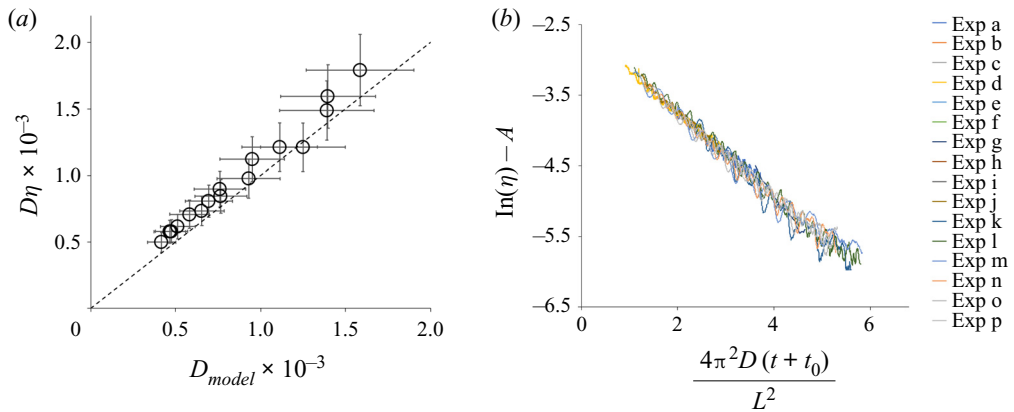 (a)
2.0
1.5
1.0
0.5
0
0.5
1.0
1.5
2.0
Dη × 10⁻³
D_model × 10⁻³
(b)
−2.5
−3.5
−4.5
−5.5
−6.5
0
2
4
6
ln(η) − A
4π²D (t + t₀)
L²
Exp a
Exp b
Exp c
Exp d
Exp e
Exp f
Exp g
Exp h
Exp i
Exp j
Exp k
Exp l
Exp m
Exp n
Exp o
Exp p